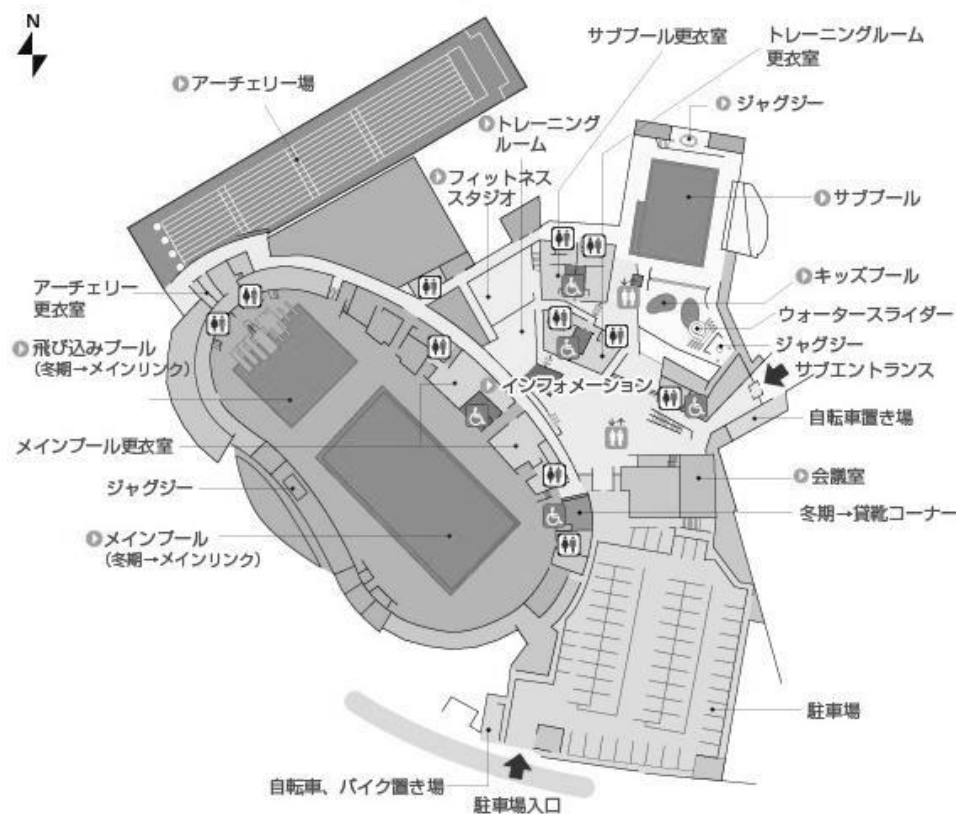 N
サブプール更衣室
トレーニングルーム
更衣室
アーチェリー場
ジャグジー
トレーニング
ルーム
フィットネス
スタジオ
サブプール
キッズプール
アーチェリー
更衣室
ウォータースライダー
飛び込みプール
(冬期→メインリンク)
ジャグジー
サブエントランス
インフォメーション
自転車置き場
メインプール更衣室
会議室
ジャグジー
冬期→貸靴コーナー
メインプール
(冬期→メインリンク)
駐車場
自転車、バイク置き場
駐車場入口